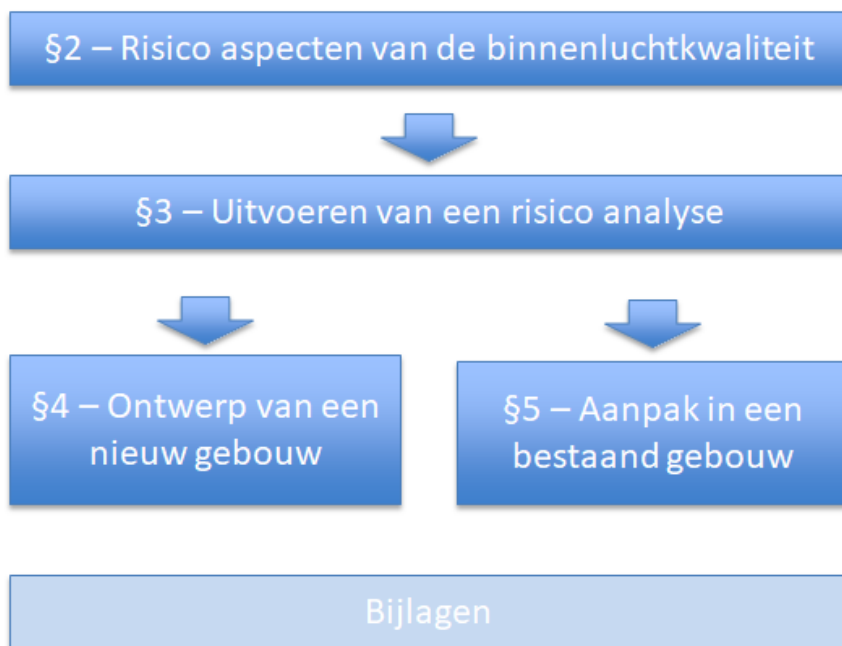 §2 – Risico aspecten van de binnenluchtkwaliteit
§3 – Uitvoeren van een risico analyse
§4 – Ontwerp van een
nieuw gebouw
§5 – Aanpak in een
bestaand gebouw
Bijlagen